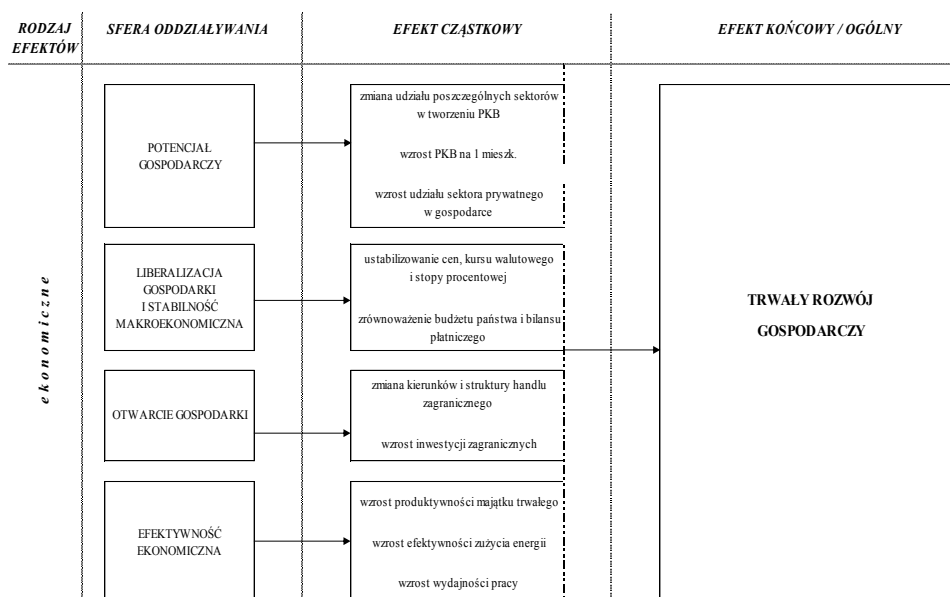 RODZAJ
EFEKTÓW
SFERA ODDZIAŁYWANIA
EFEKT CZĄSTKOWY
EFEKT KOŃCOWY / OGÓLNY
ekonomiczne
POTENCJAŁ
GOSPODARCZY
zmiana udziału poszczególnych sektorów
w tworzeniu PKB
wzrost PKB na 1 mieszk.
wzrost udziału sektora prywatnego
w gospodarce
LIBERALIZACJA
GOSPODARKI
I STABILNOŚĆ
MAKROEKONOMICZNA
ustabilizowanie cen, kursu walutowego
i stopy procentowej
zrównoważenie budżetu państwa i bilansu
płatniczego
OTWARCIE GOSPODARKI
zmiana kierunków i struktury handlu
zagranicznego
wzrost inwestycji zagranicznych
EFEKTYWNOŚĆ
EKONOMICZNA
wzrost produktywności majątku trwałego
wzrost efektywności zużycia energii
wzrost wydajności pracy
TRWAŁY ROZWÓJ
GOSPODARCZY